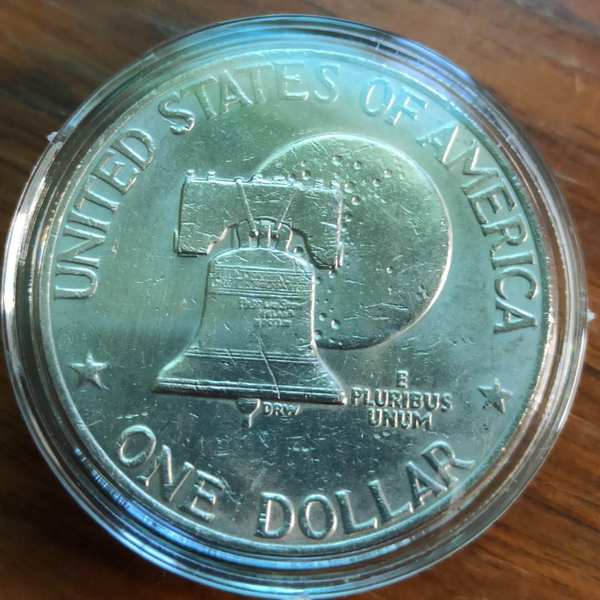 UNITED STATES OF AMERICA
DRW
E
PLURIBUS
UNUM
ONE DOLLAR